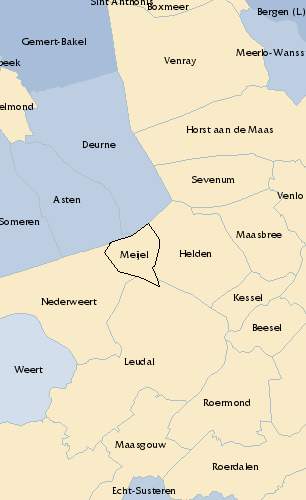 Sint Anthonis
Boxmeer
Bergen (L.)
Gemert-Bakel
Meerlo-Wanss
Venray
beek
elmond
Horst aan de Maas
Deurne
Sevenum
Asten
Venlo
Someren
Maasbree
Meijel
Helden
Nederweert
Kessel
Beesel
Leudal
Weert
Roermond
Maasgouw
Roerdalen
Echt-Susteren